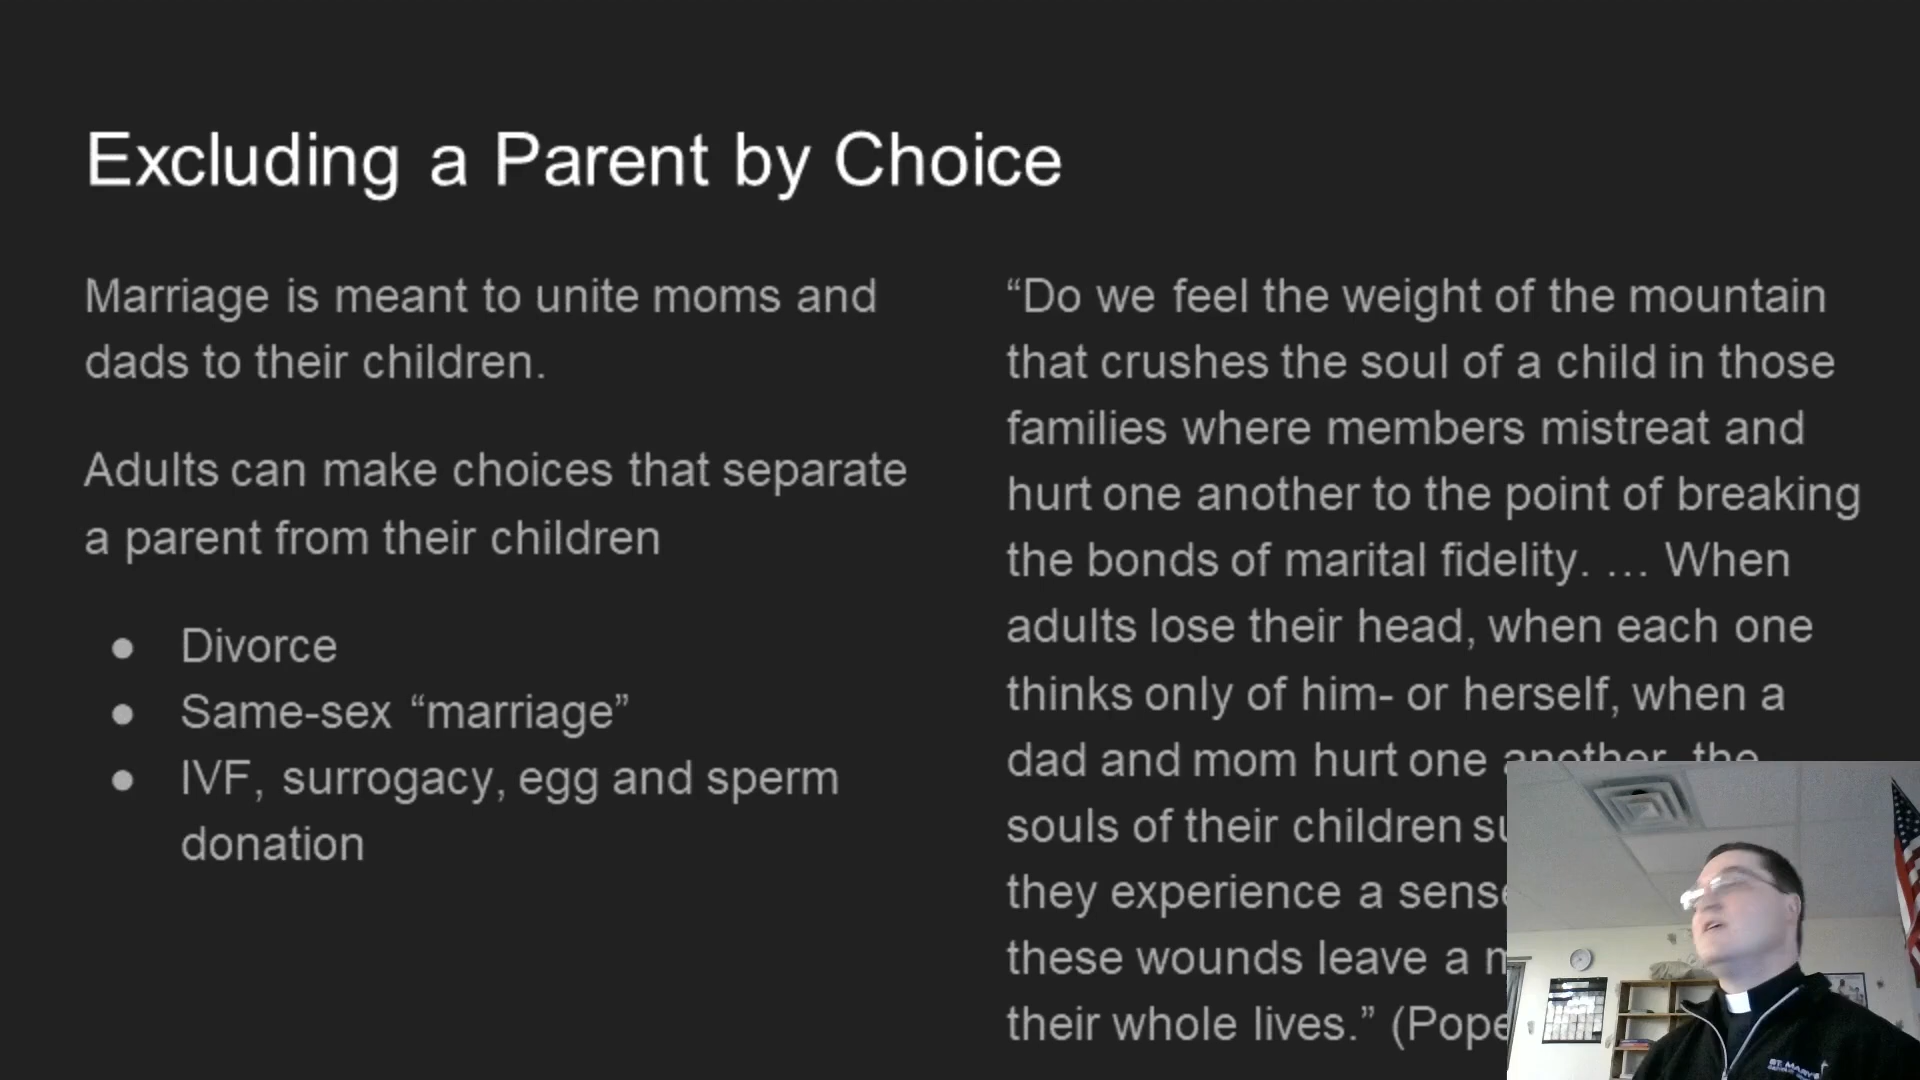 Excluding a Parent by Choice
Marriage is meant to unite moms and
dads to their children.
Adults can make choices that separate
a parent from their children
● Divorce
● Same-sex “marriage”
● IVF, surrogacy, egg and sperm
donation
“Do we feel the weight of the mountain
that crushes the soul of a child in those
families where members mistreat and
hurt one another to the point of breaking
the bonds of marital fidelity. … When
adults lose their head, when each one
thinks only of him- or herself, when a
dad and mom hurt one another, the
souls of their children
they experience a
these wounds leave a
their whole lives.” (Pope
ST. MARY'S